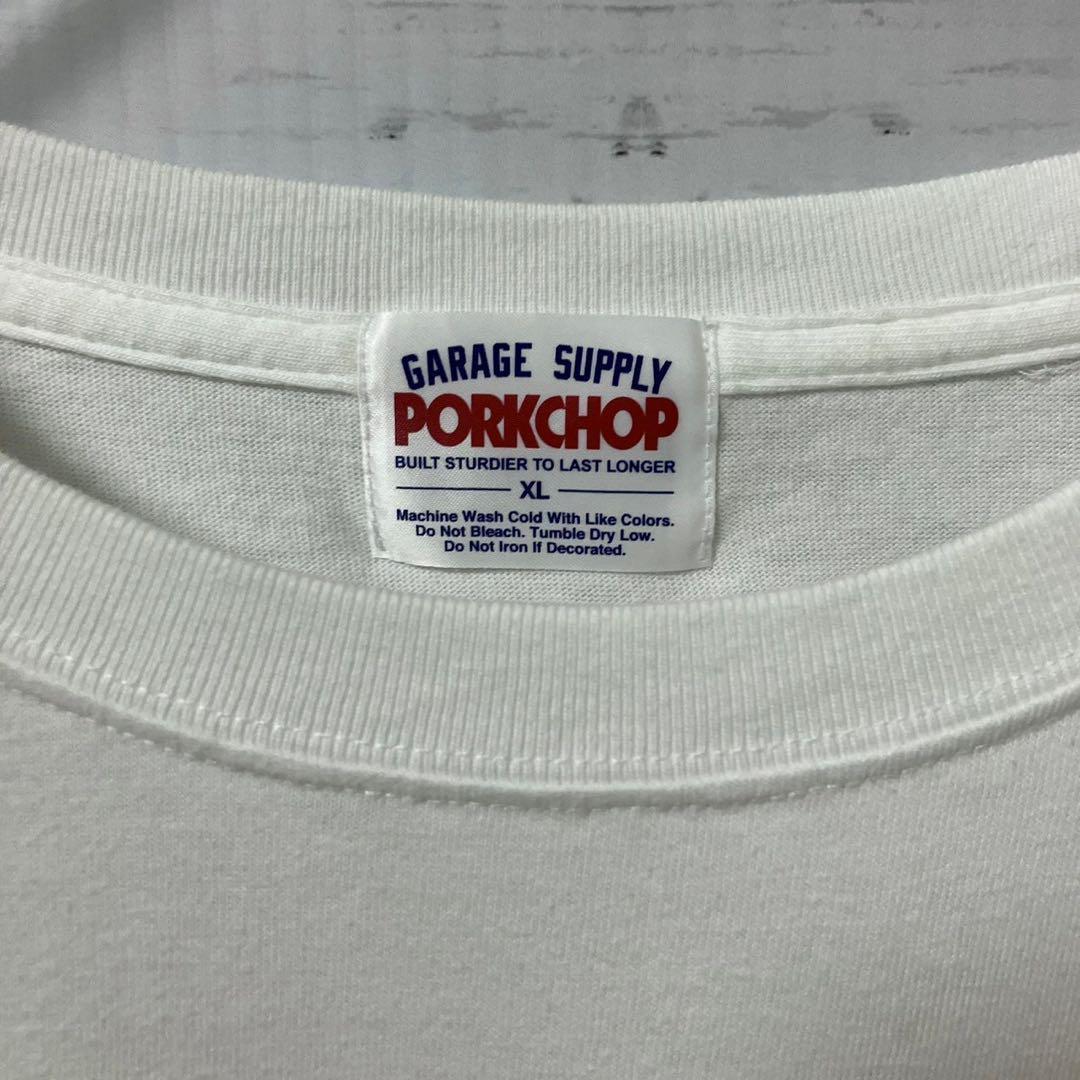 GARAGE SUPPLY
PORKCHOP
BUILT STURDIER TO LAST LONGER
XL
Machine Wash Cold With Like Colors.
Do Not Bleach. Tumble Dry Low.
Do Not Iron If Decorated.